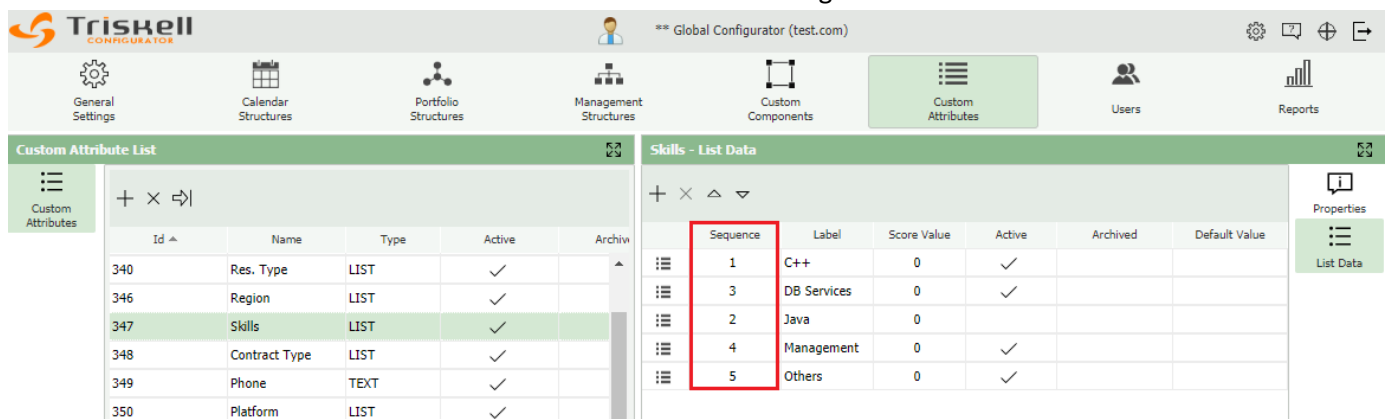 Triskell
CONFIGURATOR
** Global Configurator (test.com)
General
Settings
Calendar
Structures
Portfolio
Structures
Management
Structures
Custom
Components
Custom
Attributes
Users
Reports
Custom Attribute List
Custom
Attributes
Id Name Type Active Archiv
340 Res. Type LIST
346 Region LIST
347 Skills LIST
348 Contract Type LIST
349 Phone TEXT
350 Platform LIST
Skills - List Data
Sequence Label Score Value Active Archived Default Value
1 C++ 0
3 DB Services 0
2 Java 0
4 Management 0
5 Others 0
Properties
List Data